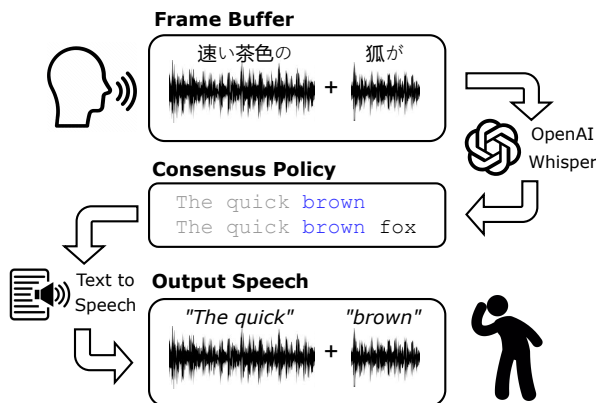 Frame Buffer
速い茶色の + 狐が
OpenAI
Whisper
Consensus Policy
The quick brown
The quick brown fox
Text to
Speech
Output Speech
"The quick" + "brown"